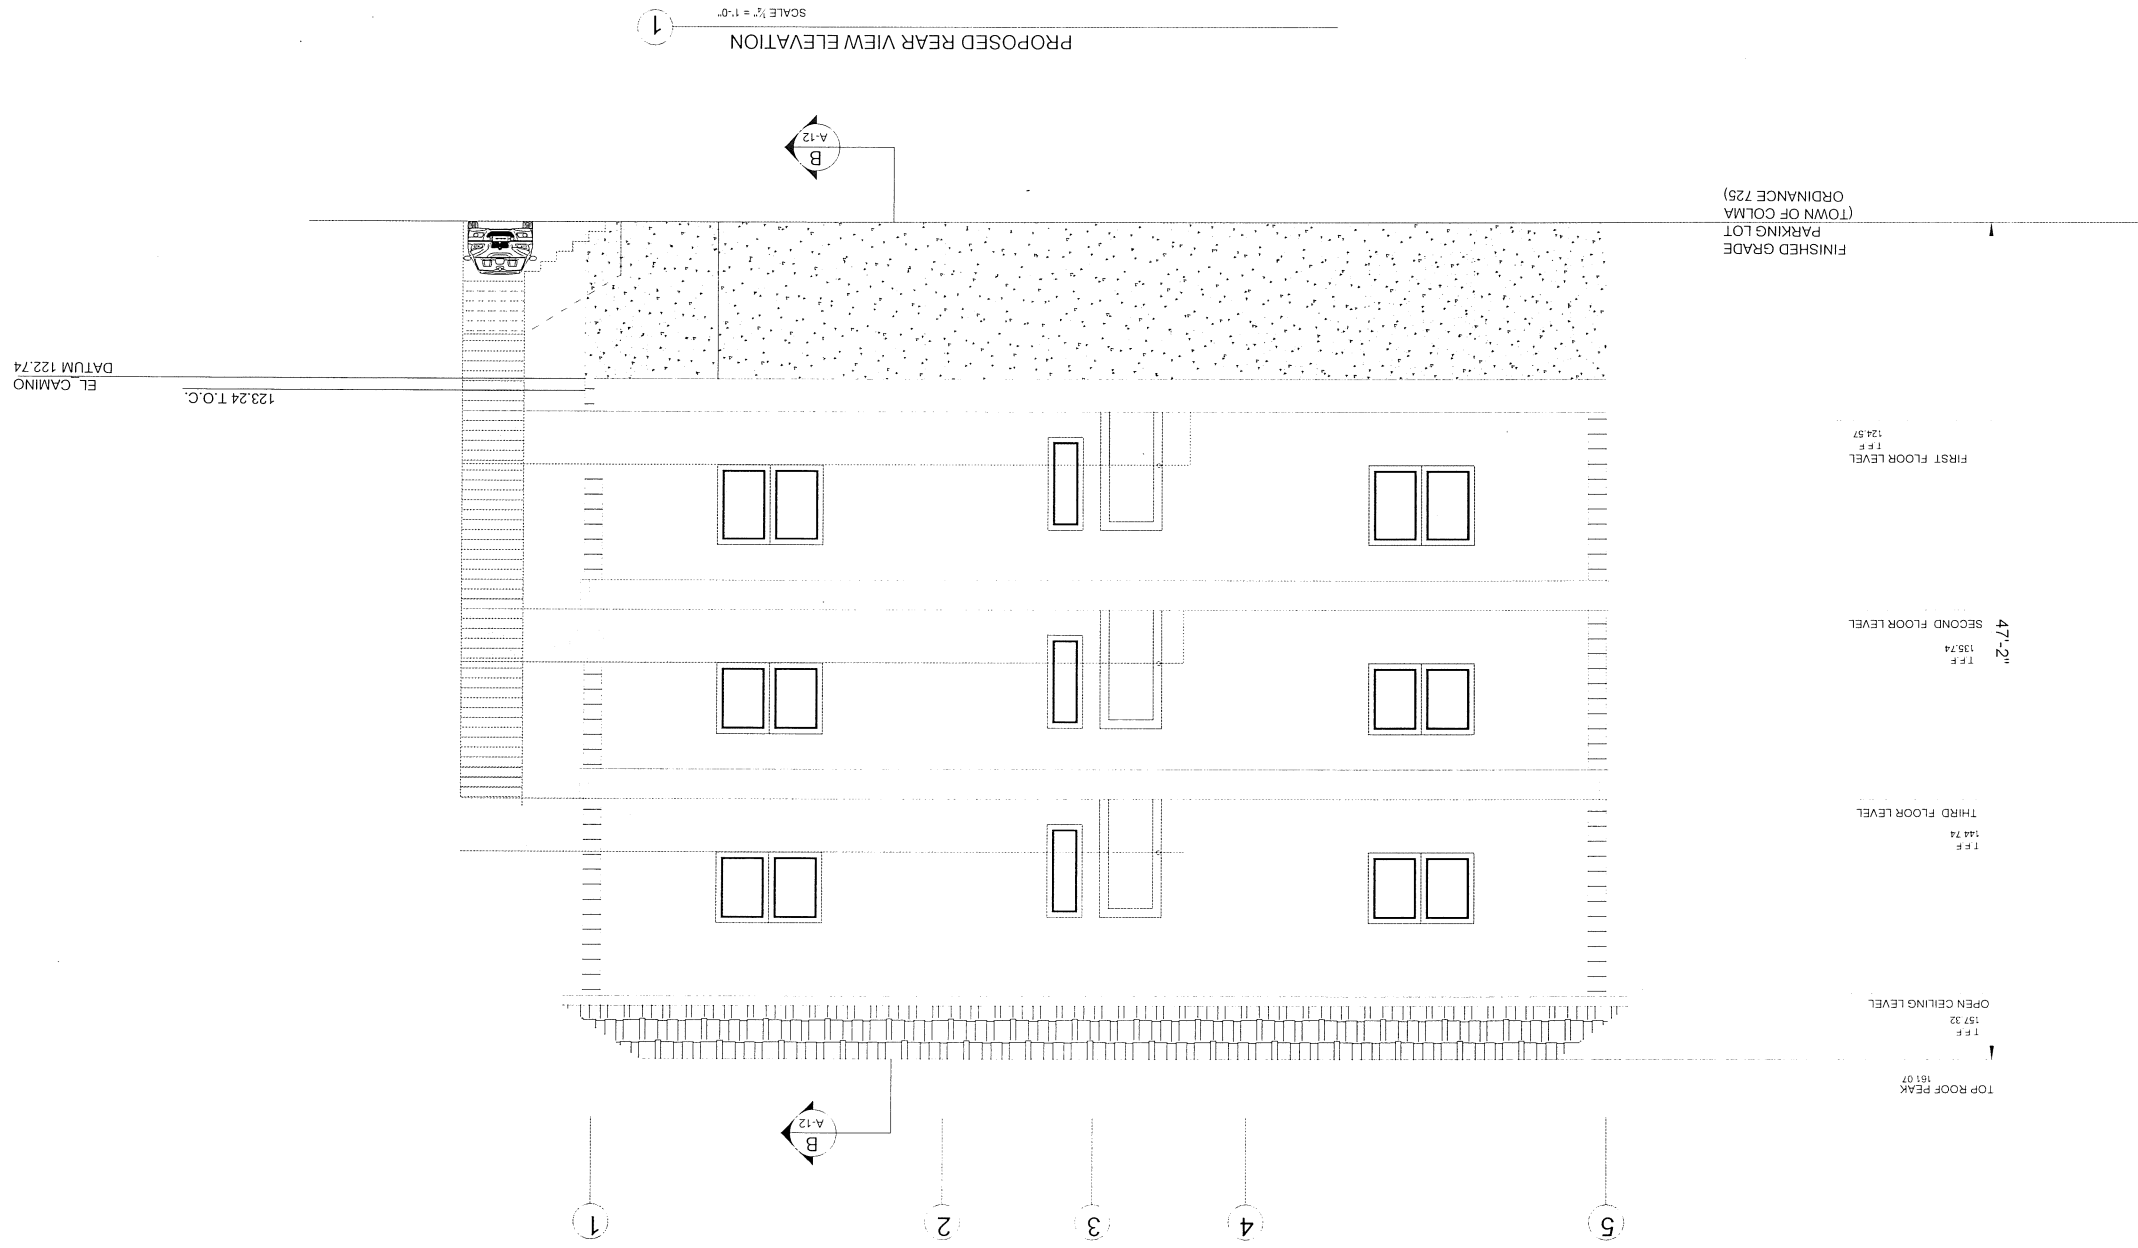 5 4 3 2 1
B
A-12
TOP ROOF PEAK
161.07
T F F
157.32
OPEN CEILING LEVEL
T F F
144.74
THIRD FLOOR LEVEL
T F F
135.74
SECOND FLOOR LEVEL
47'-2"
FIRST FLOOR LEVEL
T F F
124.57
123.24 T.O.C.
EL CAMINO
DATUM 122.74
FINISHED GRADE
PARKING LOT
(TOWN OF COLMA
ORDINANCE 725)
B
A-12
PROPOSED REAR VIEW ELEVATION
1
SCALE ¼" = 1'-0"